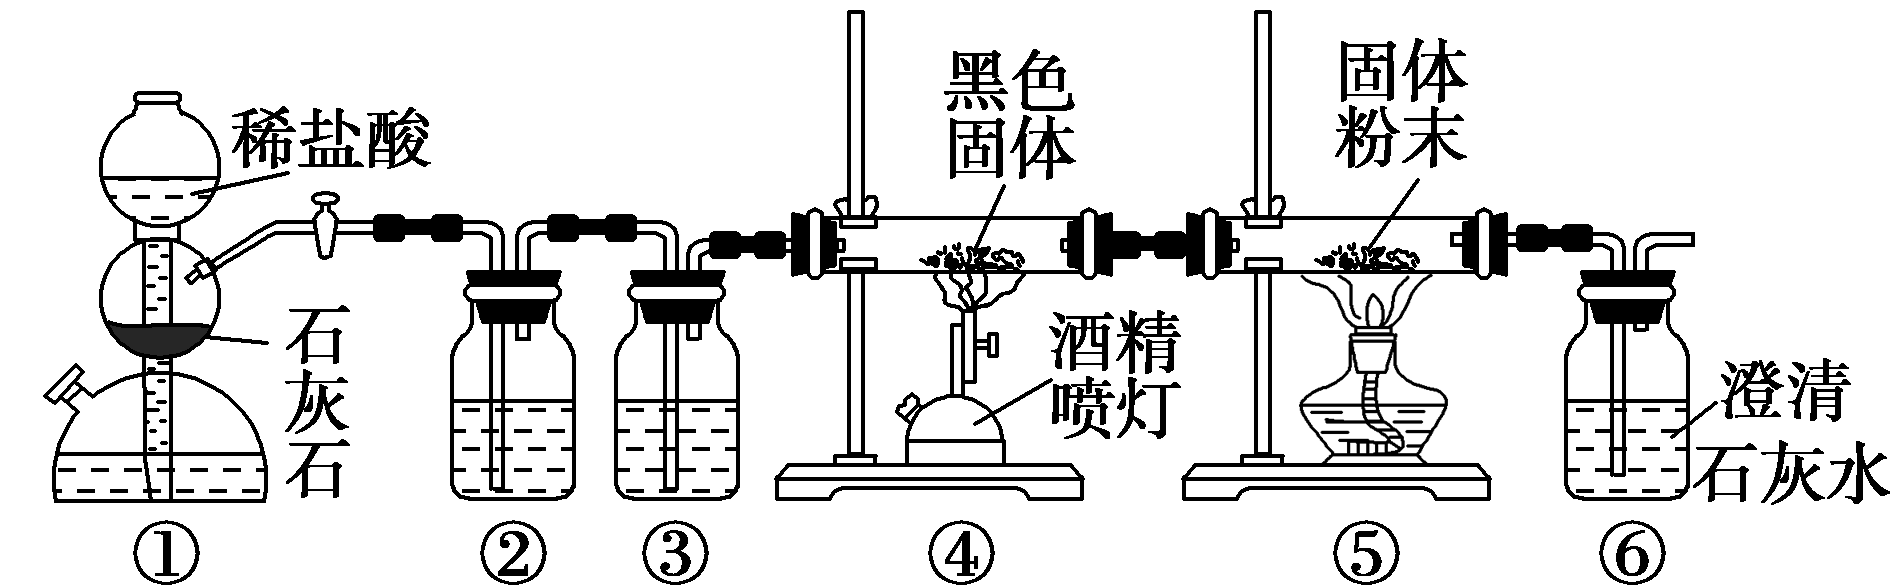 稀盐酸
石
灰
石
黑色
固体
酒精
喷灯
固体
粉末
澄清
石灰水
① ② ③ ④ ⑤ ⑥